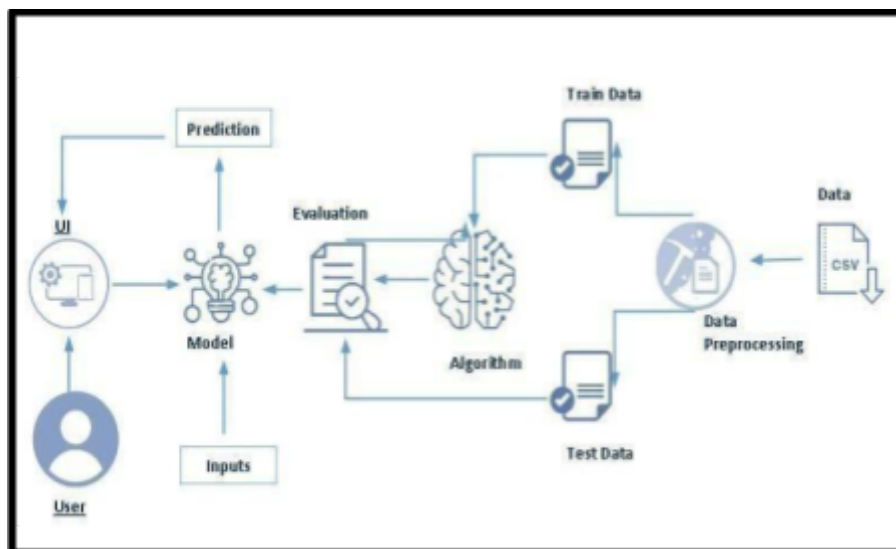 Train Data
Prediction
Data
UI
Evaluation
CSV
Model
Algorithm
Data
Preprocessing
Inputs
Test Data
User